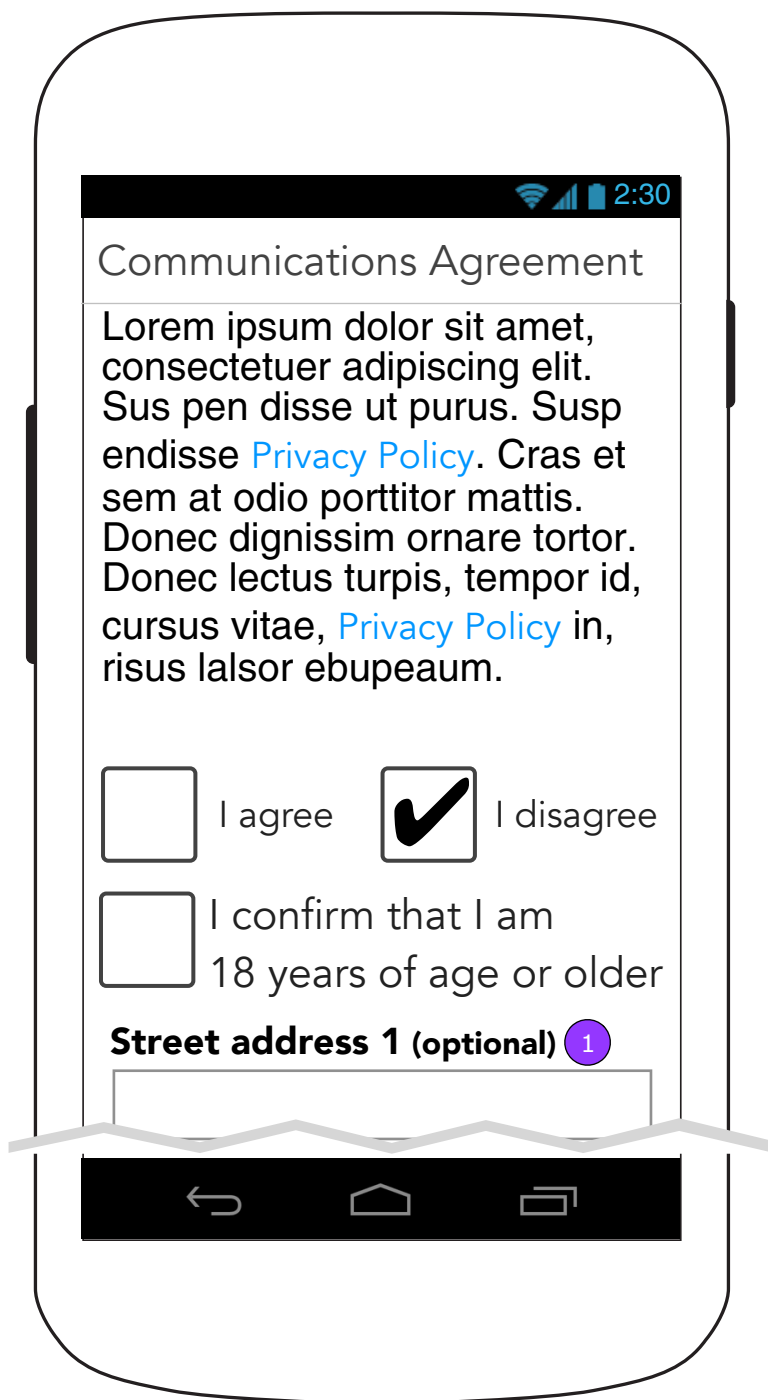 2:30
Communications Agreement
Lorem ipsum dolor sit amet,
consectetuer adipiscing elit.
Sus pen disse ut purus. Susp
endisse Privacy Policy. Cras et
sem at odio porttitor mattis.
Donec dignissim ornare tortor.
Donec lectus turpis, tempor id,
cursus vitae, Privacy Policy in,
risus lalsor ebupeaum.
I agree I disagree
I confirm that I am
18 years of age or older
Street address 1 (optional) 1